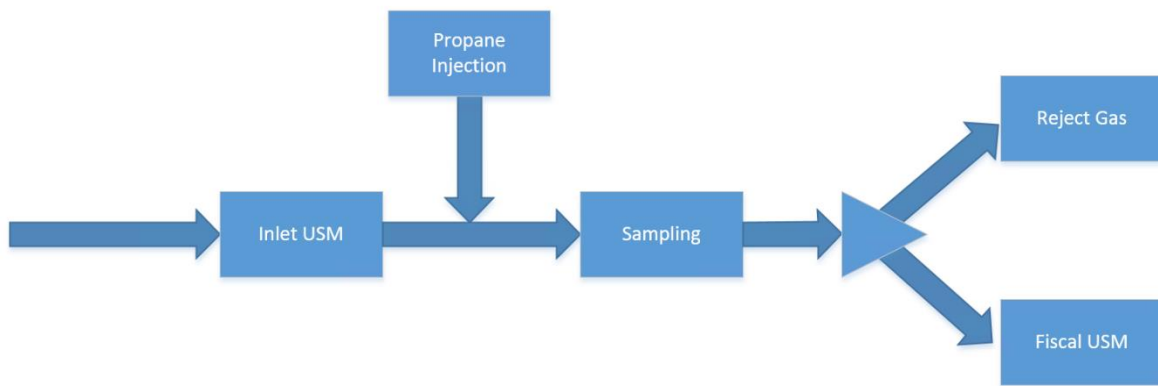 Propane
Injection
Reject Gas
Inlet USM
Sampling
Fiscal USM